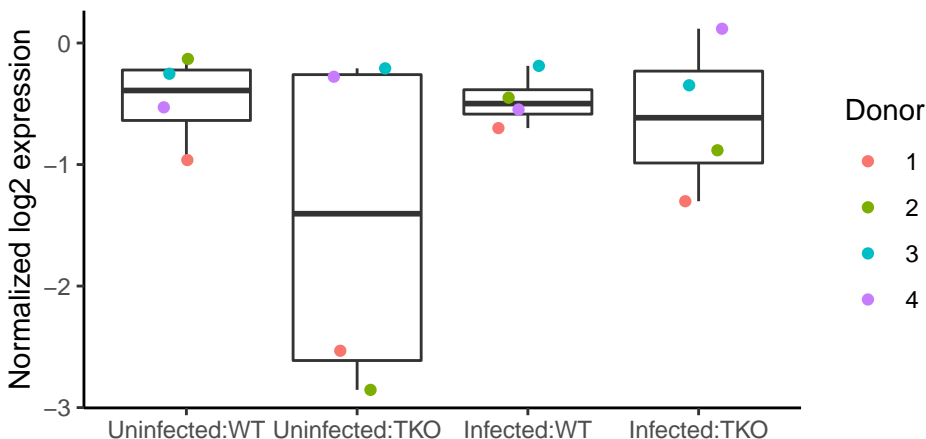 Normalized log2 expression
0
−1
−2
−3
Uninfected:WT
Uninfected:TKO
Infected:WT
Infected:TKO
Donor
1
2
3
4